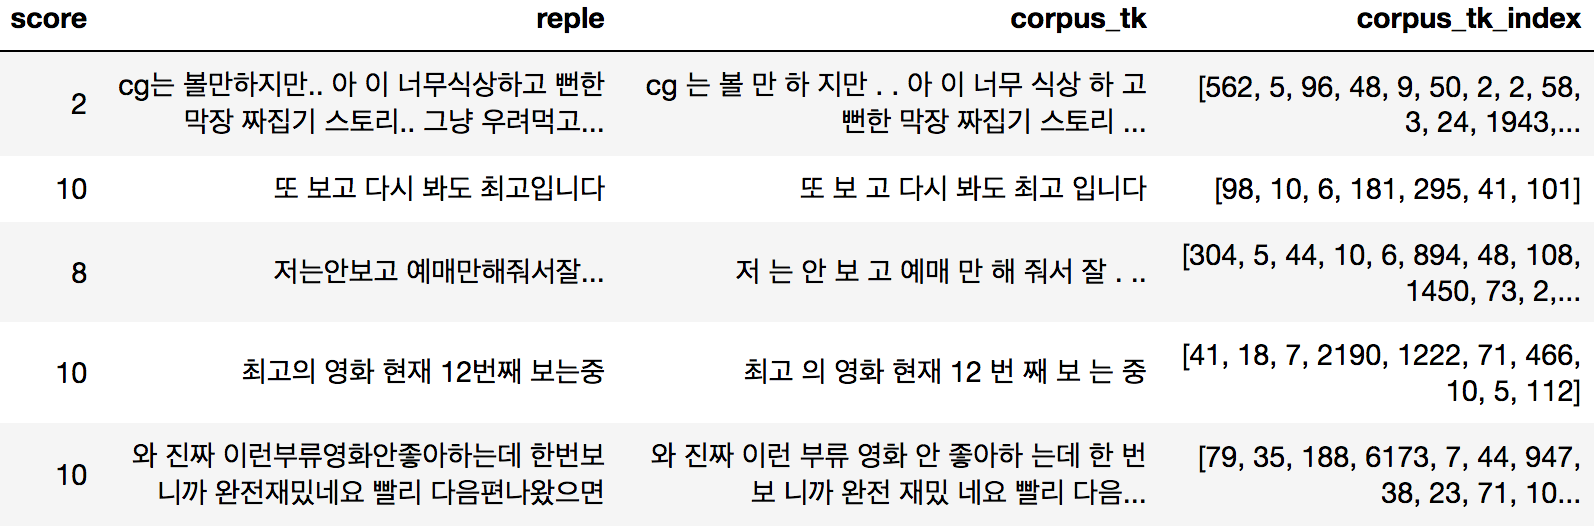 score reple corpus_tk corpus_tk_index
2 cg는 볼만하지만.. 아 이 너무식상하고 뻔한 막장 짜집기 스토리.. 그냥 우려먹고... cg 는 볼 만 하 지만 . . 아 이 너무 식상 하 고 뻔한 막장 짜집기 스토리 ... [562, 5, 96, 48, 9, 50, 2, 2, 58, 3, 24, 1943,...
10 또 보고 다시 봐도 최고입니다 또 보 고 다시 봐도 최고 입니다 [98, 10, 6, 181, 295, 41, 101]
8 저는안보고 예매만해줘서잘... 저 는 안 보 고 예매 만 해 줘서 잘 . .. [304, 5, 44, 10, 6, 894, 48, 108, 1450, 73, 2,...
10 최고의 영화 현재 12번째 보는중 최고 의 영화 현재 12 번 째 보 는 중 [41, 18, 7, 2190, 1222, 71, 466, 10, 5, 112]
10 와 진짜 이런부류영화안좋아하는데 한번보니까 완전재밌네요 빨리 다음편나왔으면 와 진짜 이런 부류 영화 안 좋아하 는데 한 번 보 니까 완전 재밌 네요 빨리 다음... [79, 35, 188, 6173, 7, 44, 947, 38, 23, 71, 10...